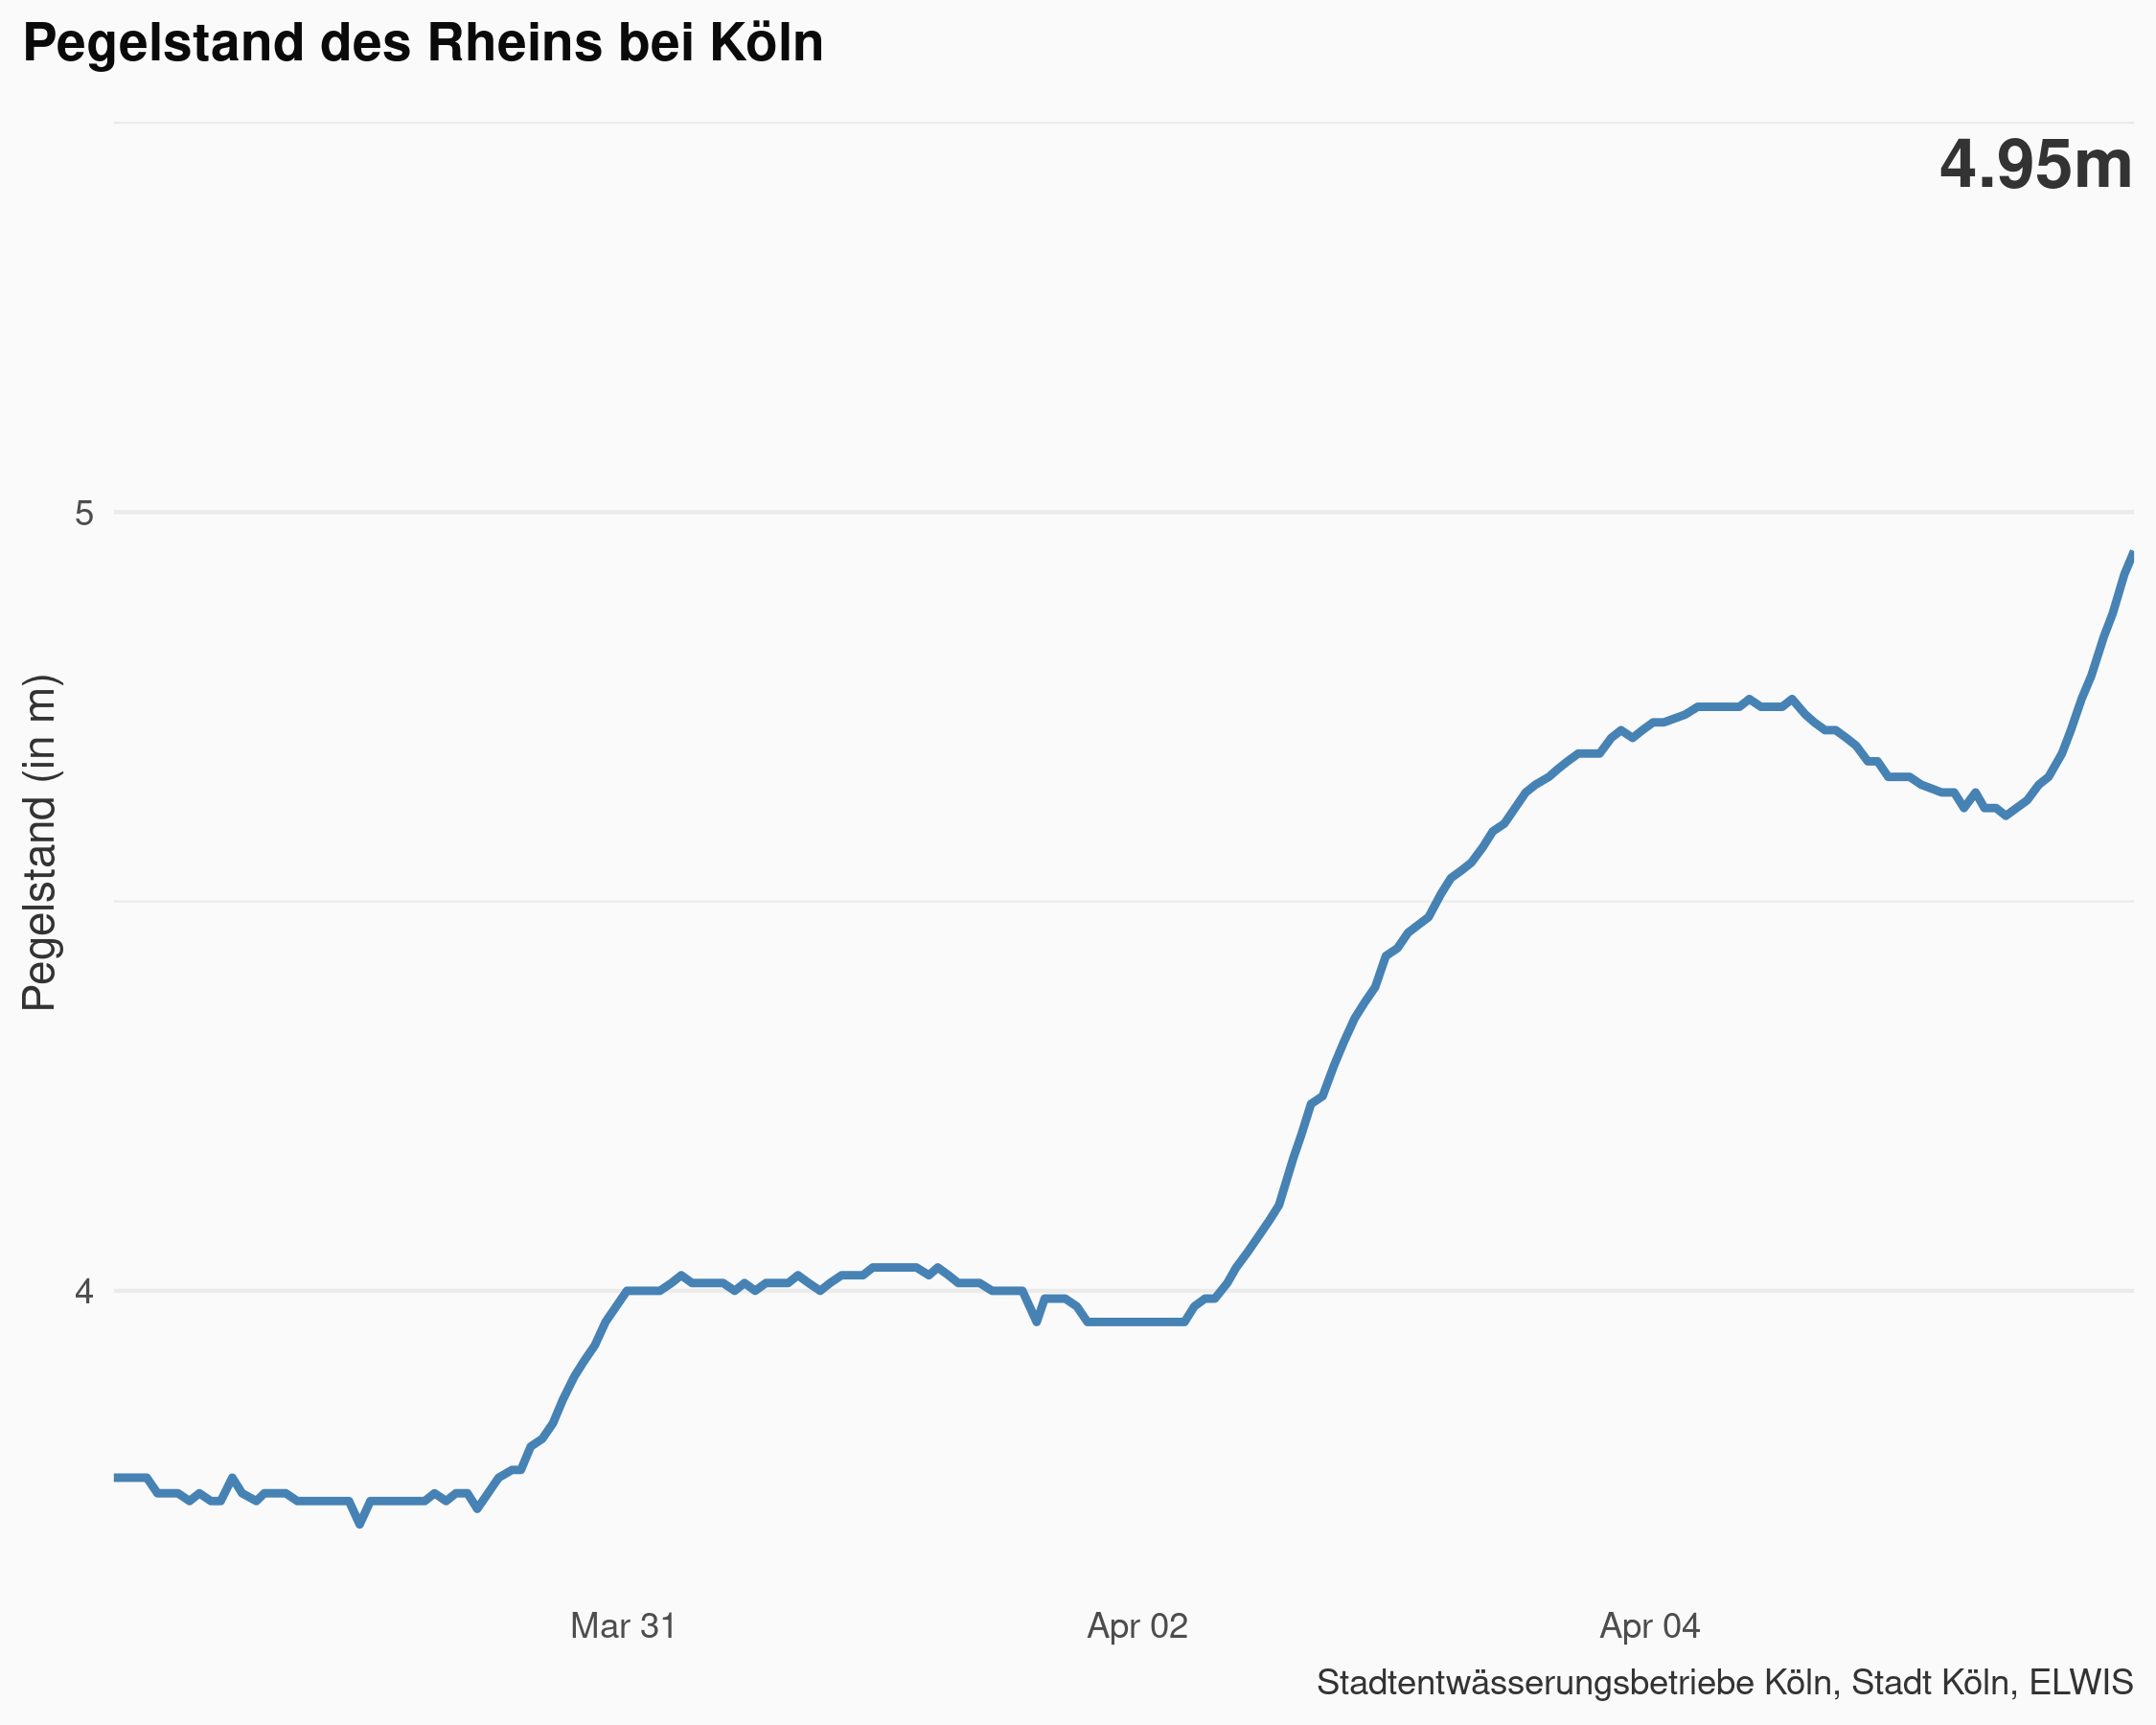 Pegelstand des Rheins bei Köln
4.95m
5
Pegelstand (in m)
4
Mar 31
Apr 02
Apr 04
Stadtentwässerungsbetriebe Köln, Stadt Köln, ELWIS